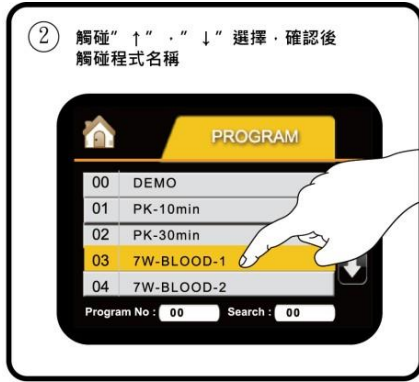 2 觸碰"↑"．"↓"選擇．確認後
觸碰程式名稱
PROGRAM
00 DEMO
01 PK-10min
02 PK-30min
03 7W-BLOOD-1
04 7W-BLOOD-2
Program No : 00 Search : 00